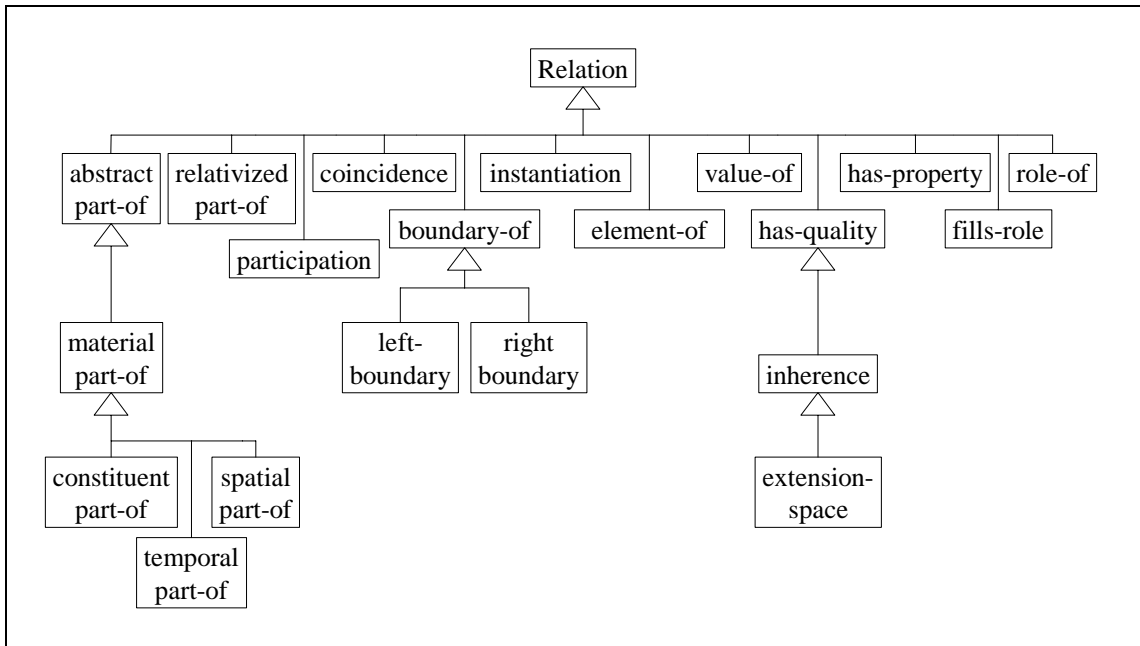 Relation
abstract
part-of
relativized
part-of
coincidence
instantiation
value-of
has-property
role-of
participation
boundary-of
element-of
has-quality
fills-role
material
part-of
left-
boundary
right
boundary
inherence
constituent
part-of
spatial
part-of
extension-
space
temporal
part-of